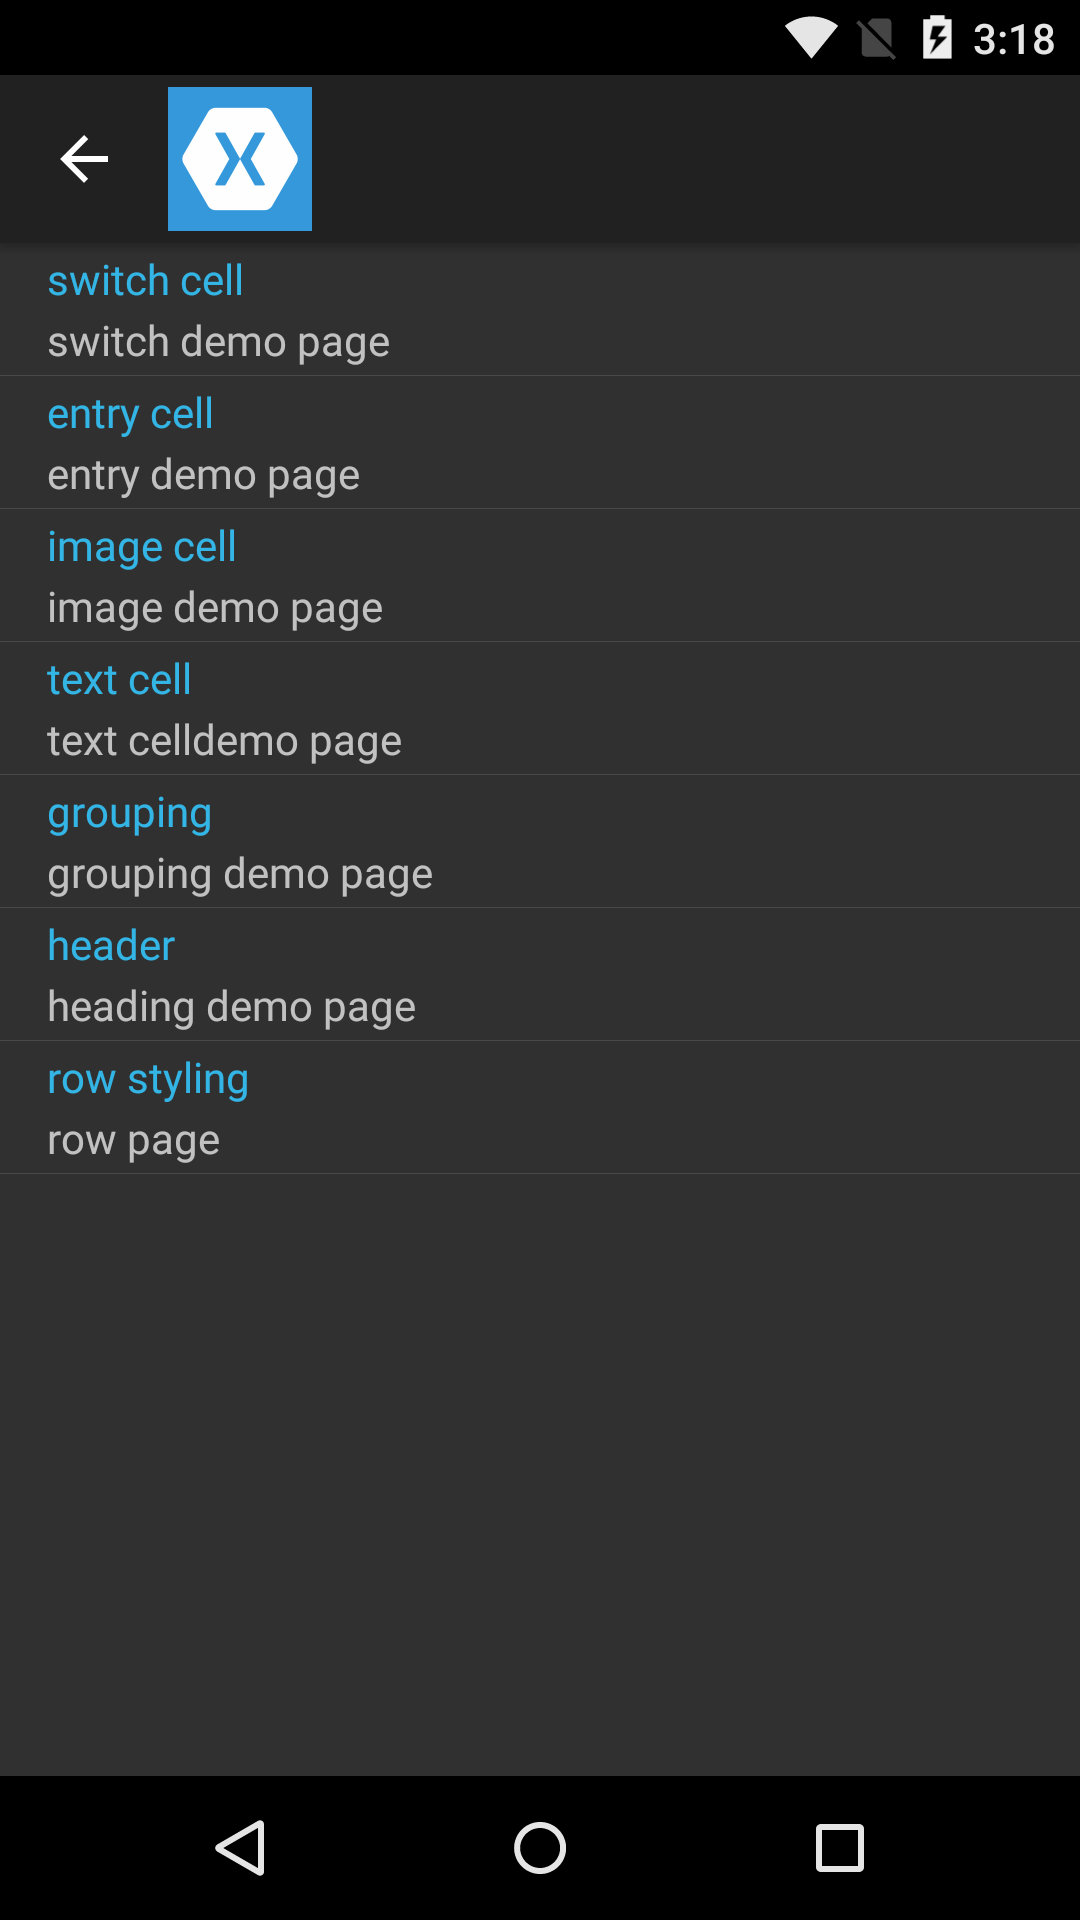 3:18
X
switch cell
switch demo page
entry cell
entry demo page
image cell
image demo page
text cell
text celldemo page
grouping
grouping demo page
header
heading demo page
row styling
row page